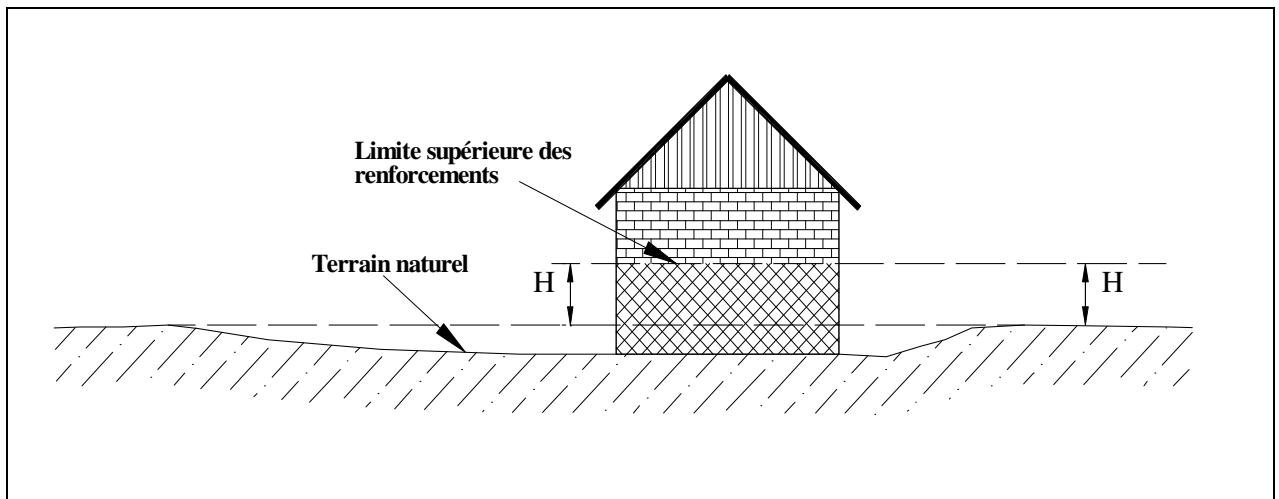 Limite supérieure des
renforcements
Terrain naturel
H
H